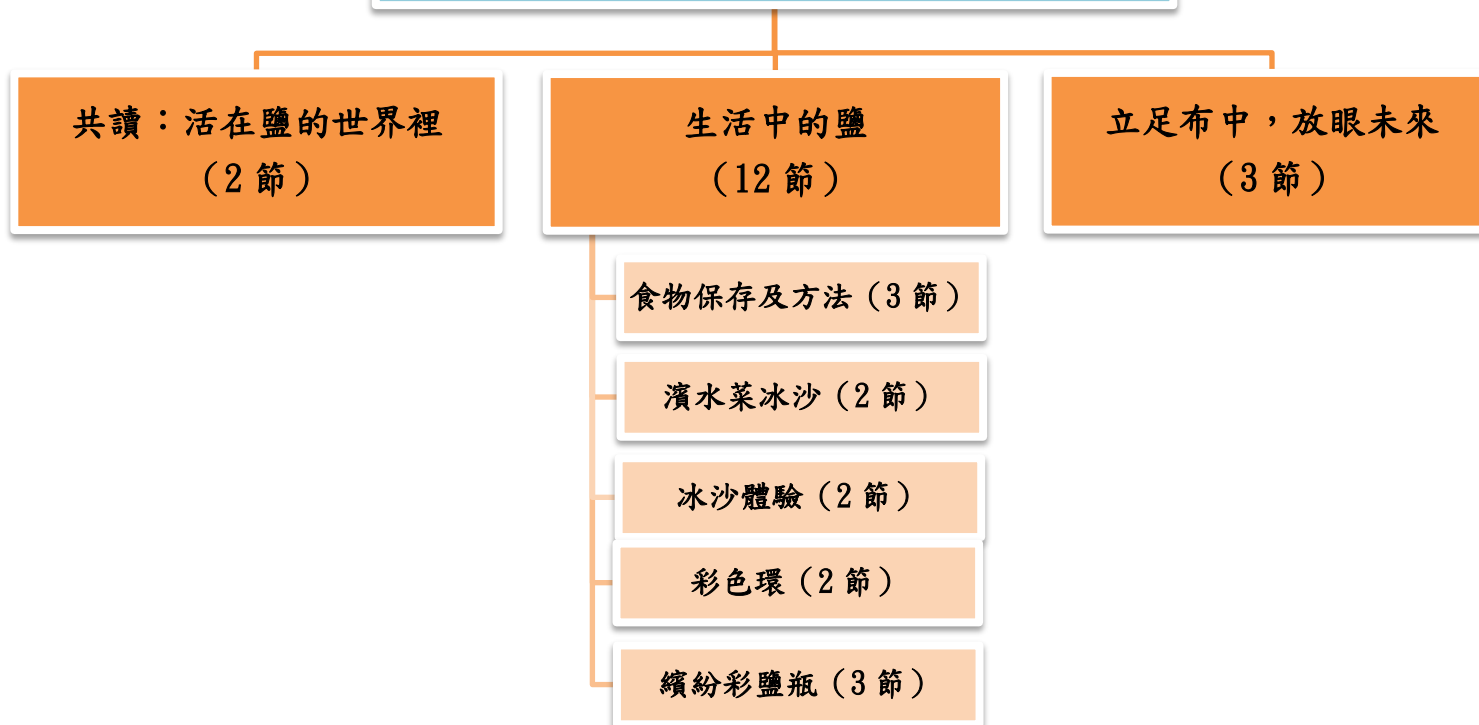 共讀：活在鹽的世界裡
（2 節）
生活中的鹽
（12 節）
立足布中，放眼未來
（3 節）
食物保存及方法（3 節）
濱水菜冰沙（2 節）
冰沙體驗（2 節）
彩色環（2 節）
繽紛彩鹽瓶（3 節）